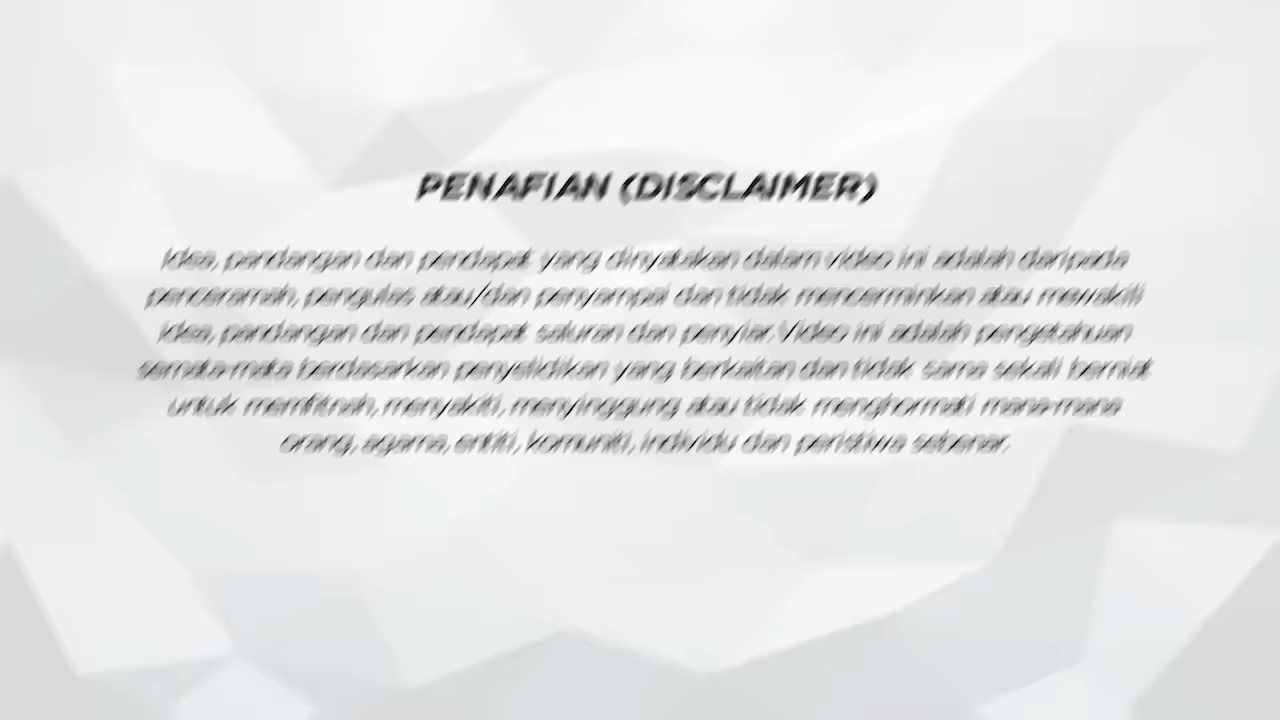 PENAFIAN (DISCLAIMER)
Idea, pandangan dan pendapat yang dinyatakan dalam video ini adalah daripada
penceramah, pengulas atau/dan penyampai dan tidak mencerminkan atau mewakili
idea, pandangan dan pendapat saluran dan penyiar. Video ini adalah pengetahuan
semata-mata berdasarkan penyelidikan yang berkaitan dan tidak sama sekali berniat
untuk memfitnah, menyakiti, menyinggung atau tidak menghormati mana-mana
orang, agama, entiti, komuniti, individu dan peristiwa sebenar.